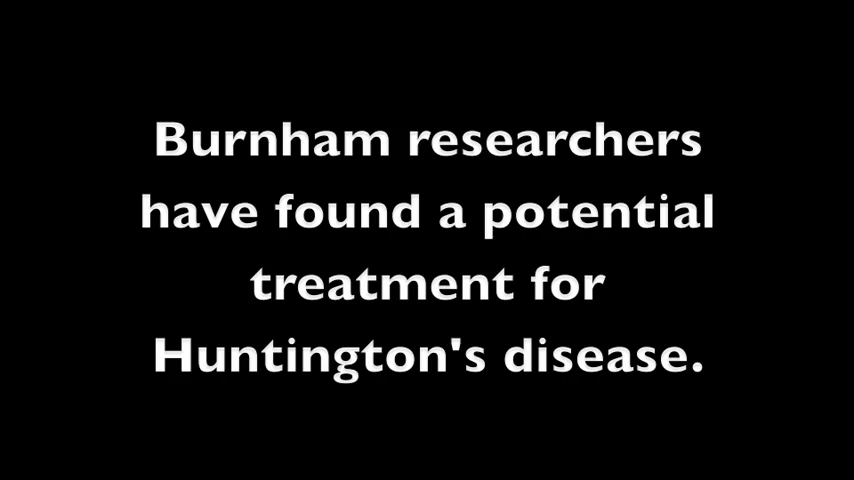 Burnham researchers
have found a potential
treatment for
Huntington's disease.